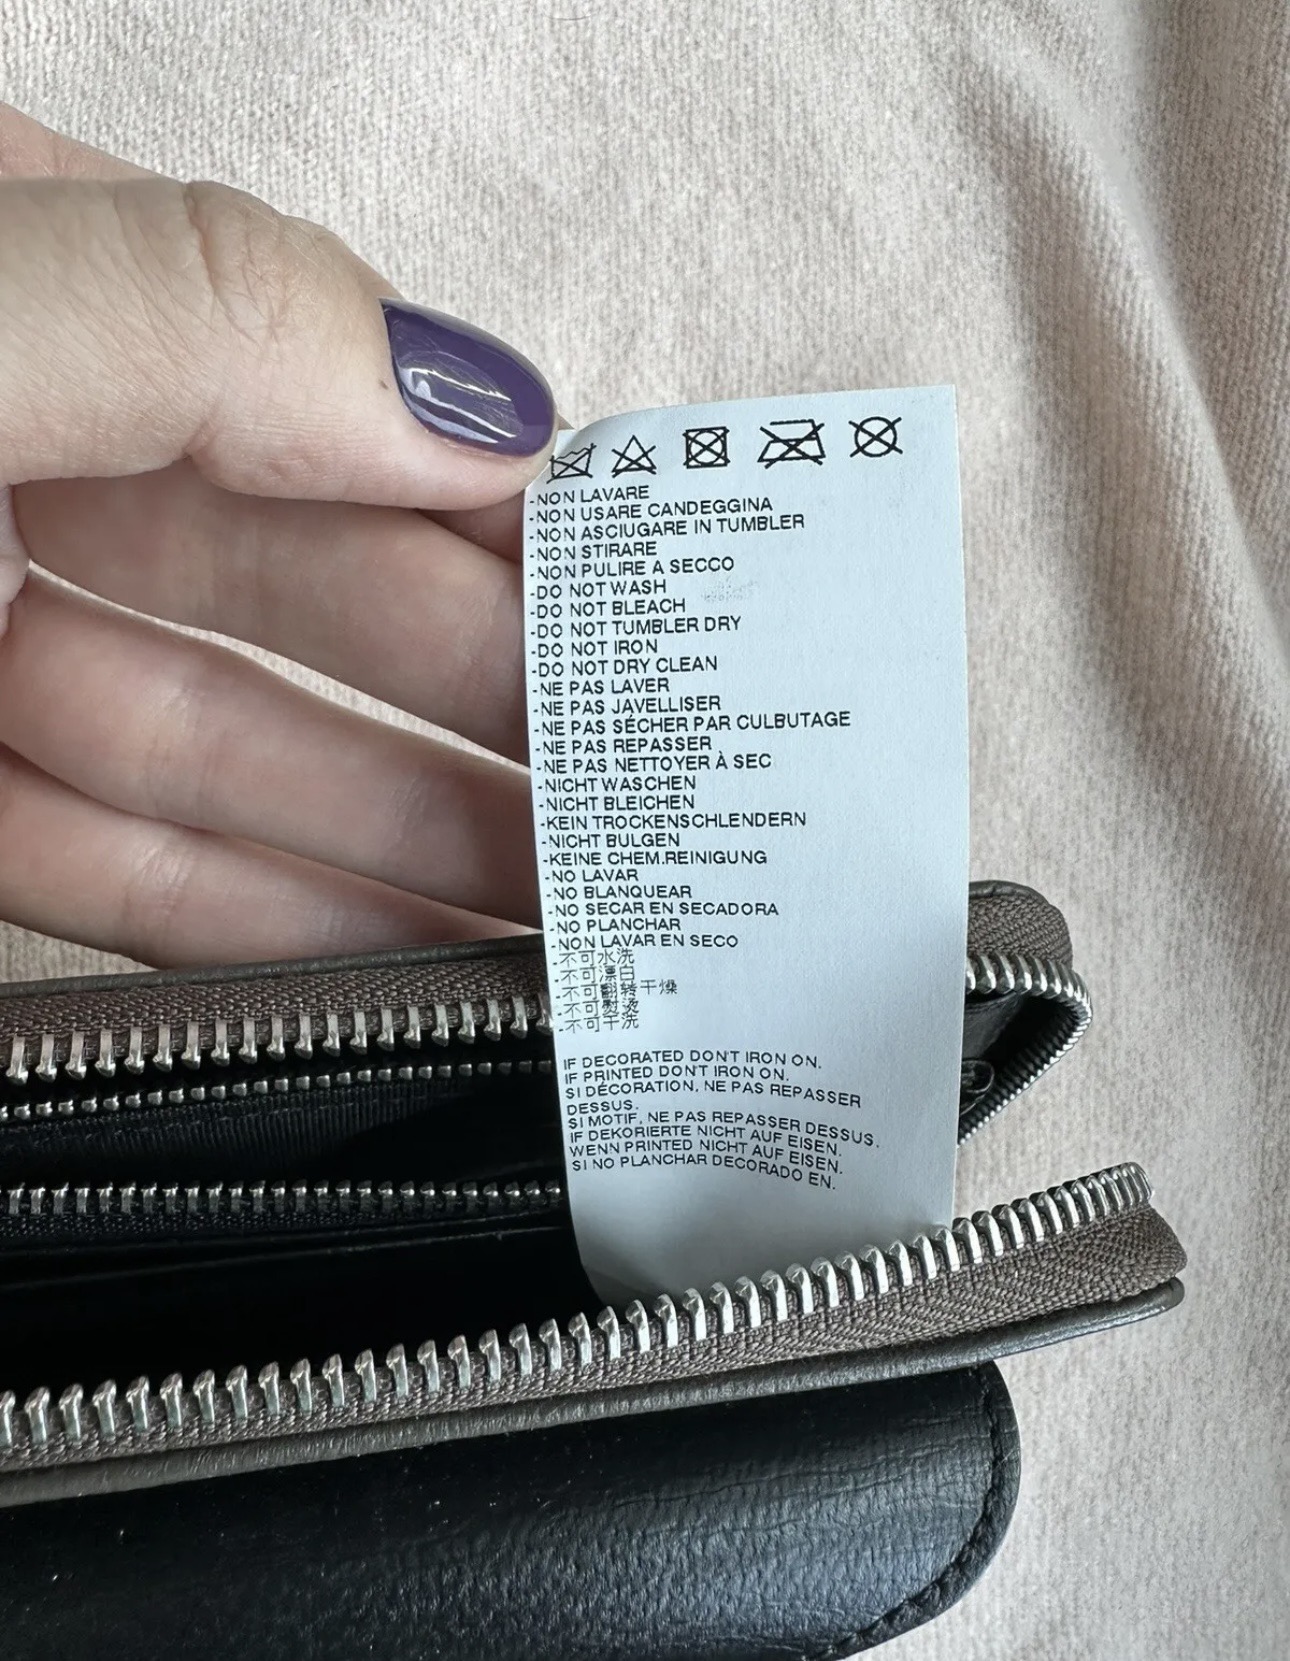 -NON LAVARE
-NON USARE CANDEGGINA
-NON ASCIUGARE IN TUMBLER
-NON STIRARE
-NON PULIRE A SECCO
-DO NOT WASH
-DO NOT BLEACH
-DO NOT TUMBLER DRY
-DO NOT IRON
-DO NOT DRY CLEAN
-NE PAS LAVER
-NE PAS JAVELLISER
-NE PAS SÉCHER PAR CULBUTAGE
-NE PAS REPASSER
-NE PAS NETTOYER À SEC
-NICHT WASCHEN
-NICHT BLEICHEN
-KEIN TROCKENSCHLENDERN
-NICHT BULGEN
-KEINE CHEM.REINIGUNG
-NO LAVAR
-NO BLANQUEAR
-NO SECAR EN SECADORA
-NO PLANCHAR
-NON LAVAR EN SECO
-不可水洗
-不可漂白
-不可翻转干燥
-不可熨烫
-不可干洗
IF DECORATED DON'T IRON ON.
IF PRINTED DON'T IRON ON.
SI DÉCORATION, NE PAS REPASSER
DESSUS.
SI MOTIF, NE PAS REPASSER DESSUS.
IF DEKORIERTE NICHT AUF EISEN.
WENN PRINTED NICHT AUF EISEN.
SI NO PLANCHAR DECORADO EN.